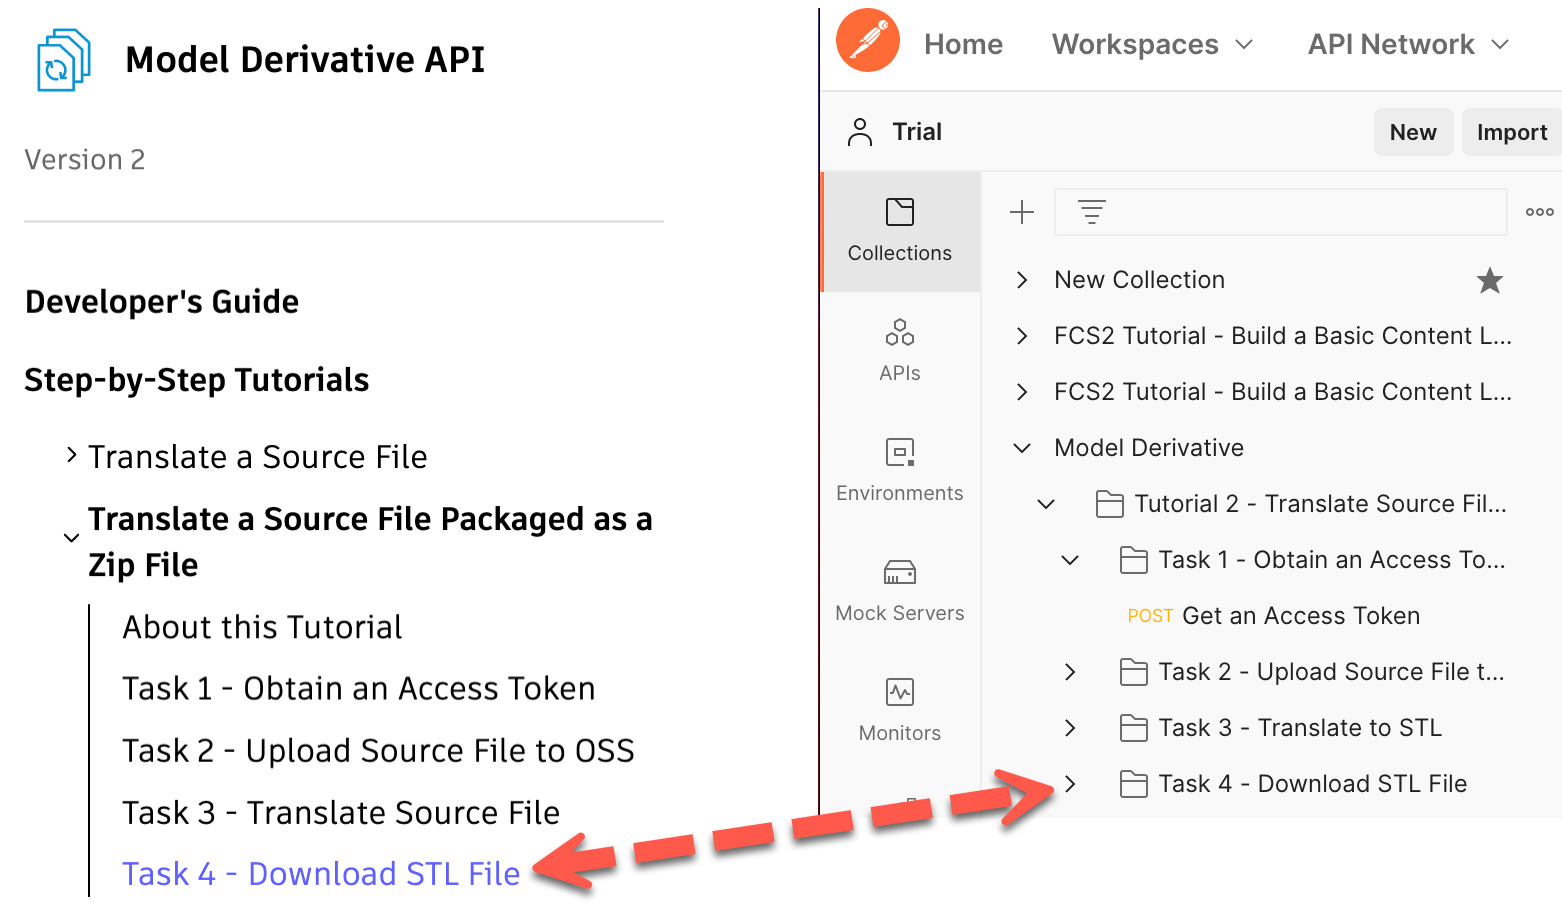 Model Derivative API
Version 2
Developer's Guide
Step-by-Step Tutorials
Translate a Source File
Translate a Source File Packaged as a
Zip File
About this Tutorial
Task 1 - Obtain an Access Token
Task 2 - Upload Source File to OSS
Task 3 - Translate Source File
Task 4 - Download STL File
Home Workspaces API Network
Trial New Import
Collections
APIs
Environments
Mock Servers
Monitors
New Collection
FCS2 Tutorial - Build a Basic Content L...
FCS2 Tutorial - Build a Basic Content L...
Model Derivative
Tutorial 2 - Translate Source Fil...
Task 1 - Obtain an Access To...
POST Get an Access Token
Task 2 - Upload Source File t...
Task 3 - Translate to STL
Task 4 - Download STL File